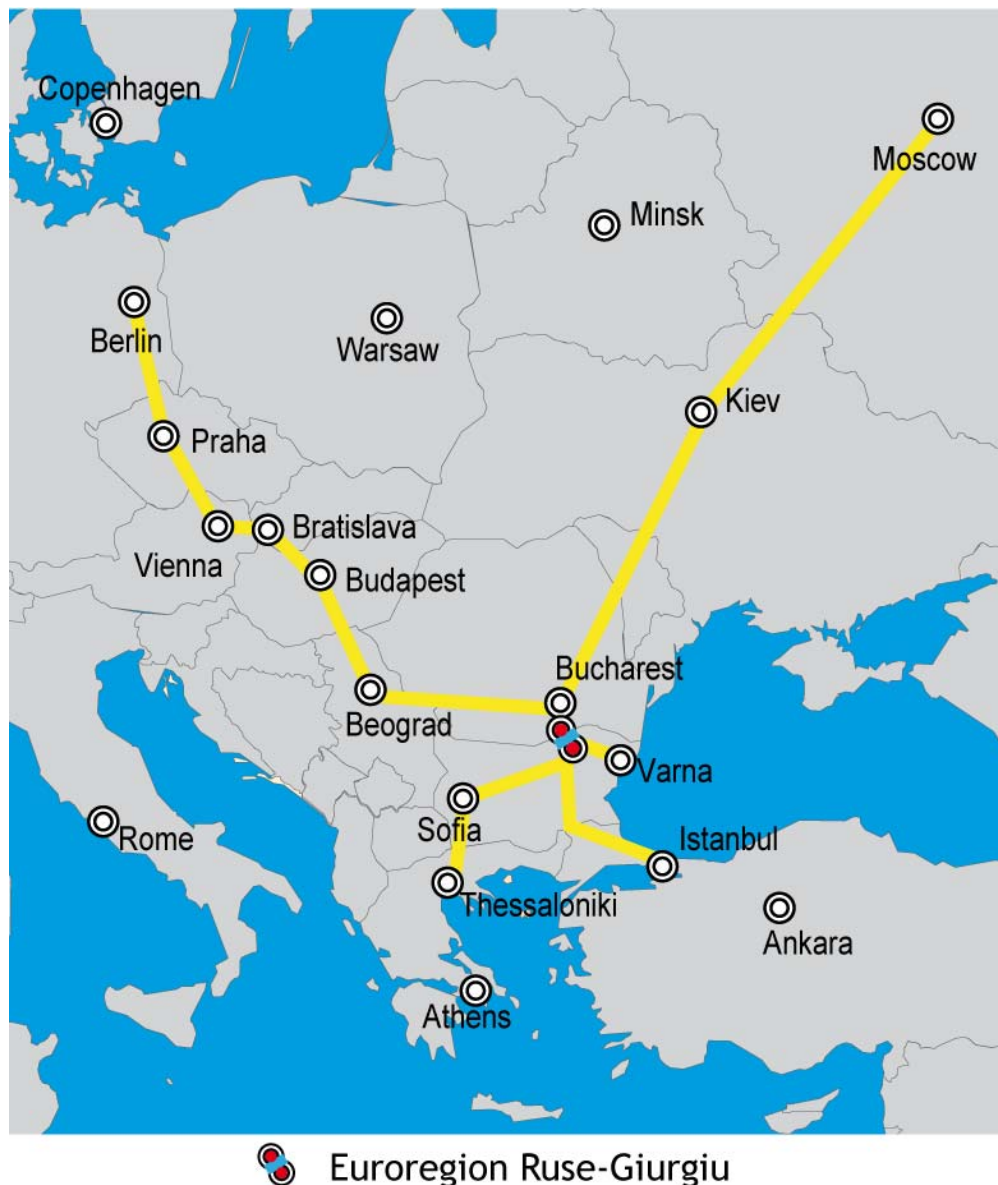 Copenhagen
Moscow
Minsk
Berlin
Warsaw
Kiev
Praha
Bratislava
Vienna
Budapest
Bucharest
Beograd
Varna
Sofia
Rome
Istanbul
Thessaloniki
Ankara
Athens
Euroregion Ruse-Giurgiu